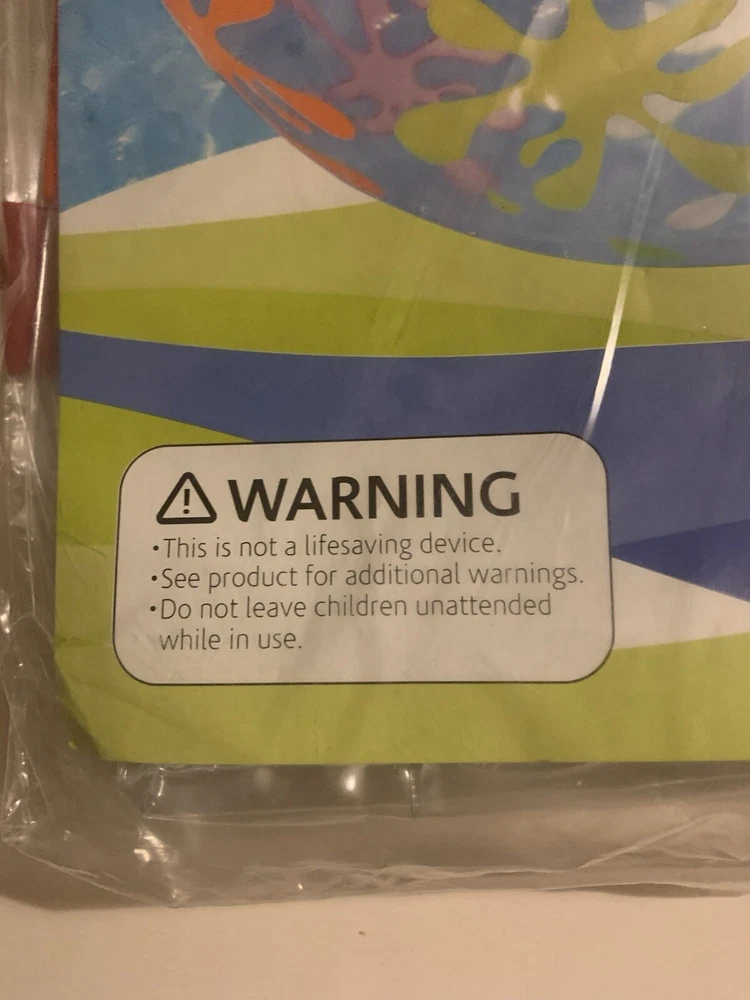 WARNING
•This is not a lifesaving device.
•See product for additional warnings.
•Do not leave children unattended
while in use.